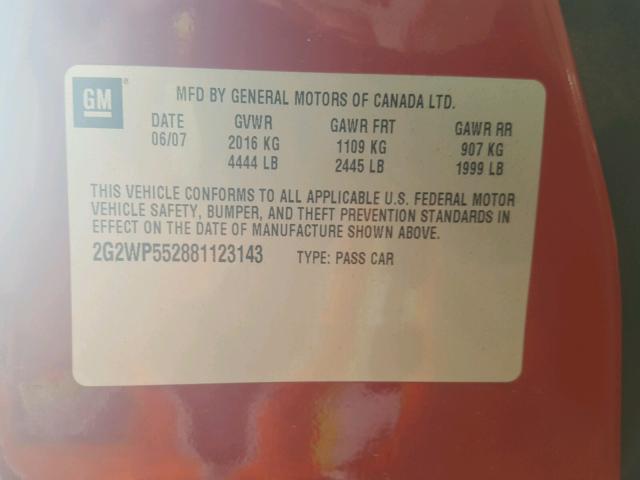 GM® MFD BY GENERAL MOTORS OF CANADA LTD.
DATE GVWR GAWR FRT GAWR RR
06/07 2016 KG 1109 KG 907 KG
4444 LB 2445 LB 1999 LB
THIS VEHICLE CONFORMS TO ALL APPLICABLE U.S. FEDERAL MOTOR
VEHICLE SAFETY, BUMPER, AND THEFT PREVENTION STANDARDS IN
EFFECT ON THE DATE OF MANUFACTURE SHOWN ABOVE.
2G2WP552881123143 TYPE: PASS CAR